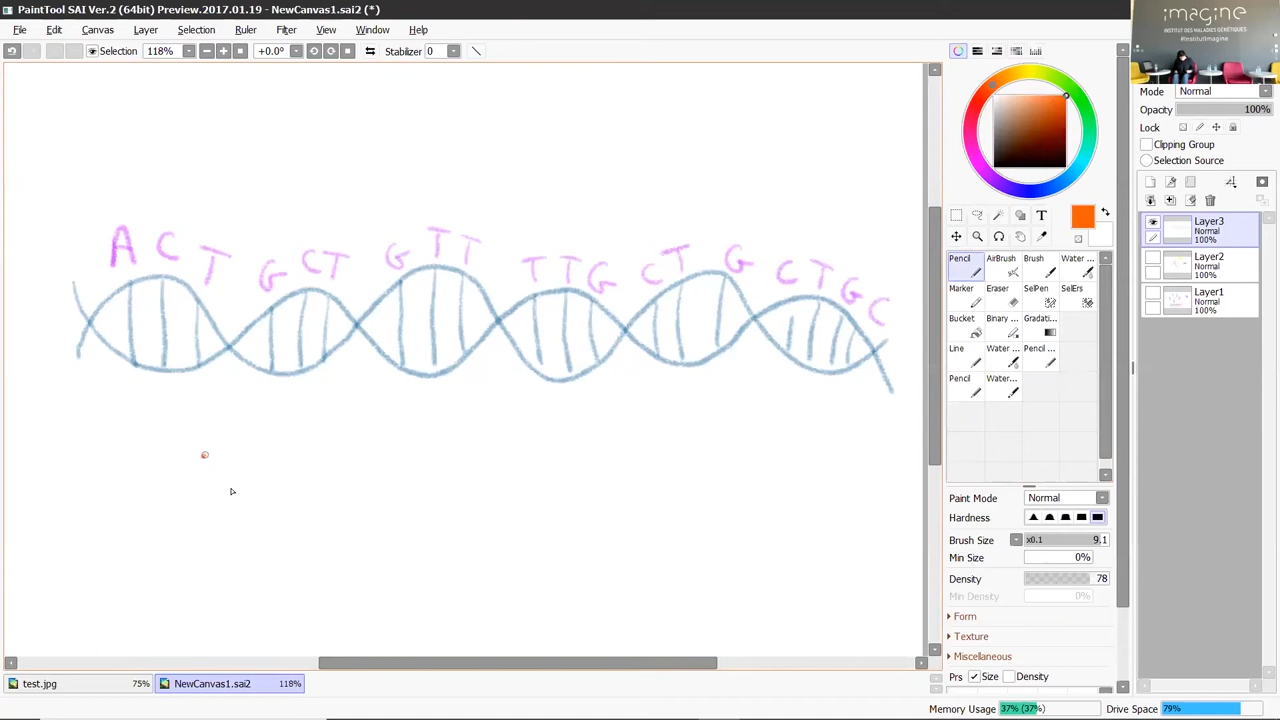 PaintTool SAI Ver.2 (64bit) Preview.2017.01.19 - NewCanvas1.sai2 (*)
imagine
INSTITUT DES MALADIES GÉNÉTIQUES
#InstitutImagine
File Edit Canvas Layer Selection Ruler Filter View Window Help
Selection 118% +0.0° Stabilizer 0
Mode Normal
Opacity 100%
Lock
Clipping Group
Selection Source
A C T G C T G T T T T G C T G C T G C
T
Pencil AirBrush Brush Water ...
Marker Eraser SelPen SelErs
Bucket Binary ... Gradati...
Line Water ... Pencil ...
Pencil Water...
Layer3
Normal
100%
Layer2
Normal
100%
Layer1
Normal
100%
Paint Mode Normal
Hardness
Brush Size x0.1 9.1
Min Size 0%
Density 78
Min Density 0%
Form
Texture
Miscellaneous
Prs Size Density
test.jpg 75% NewCanvas1.sai2 118%
Memory Usage 37% (37%) Drive Space 79%